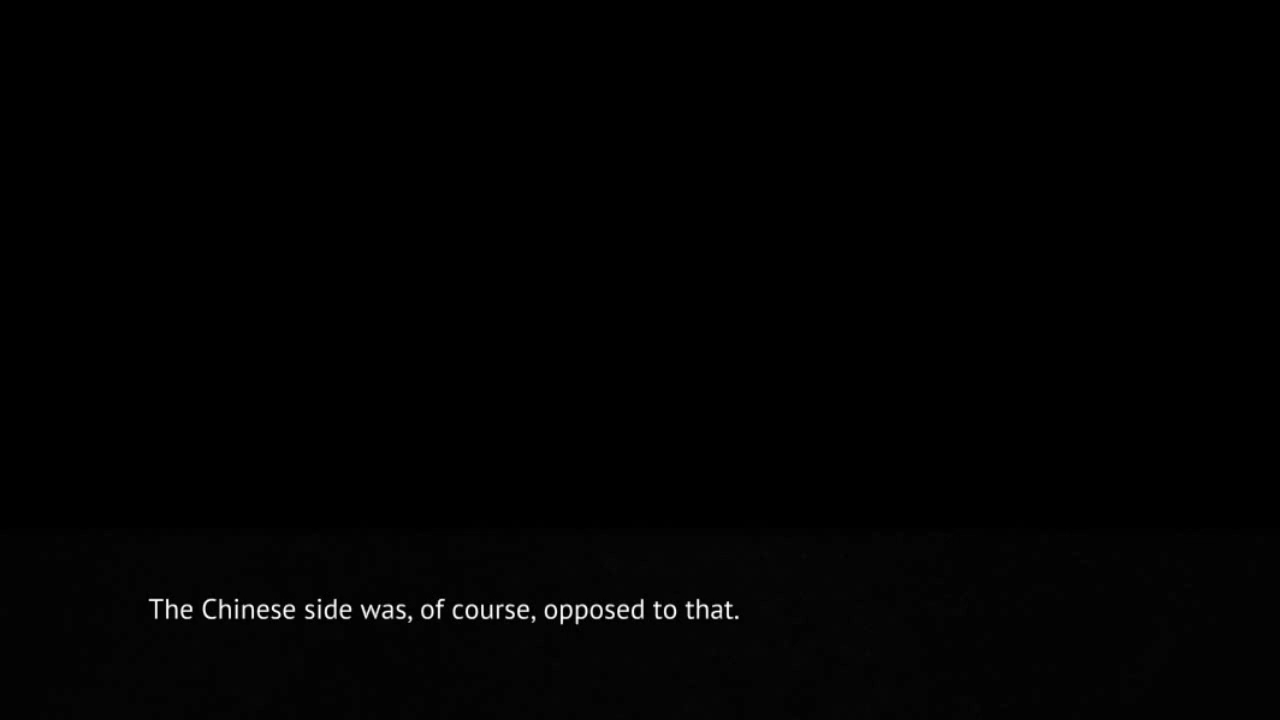 The Chinese side was, of course, opposed to that.